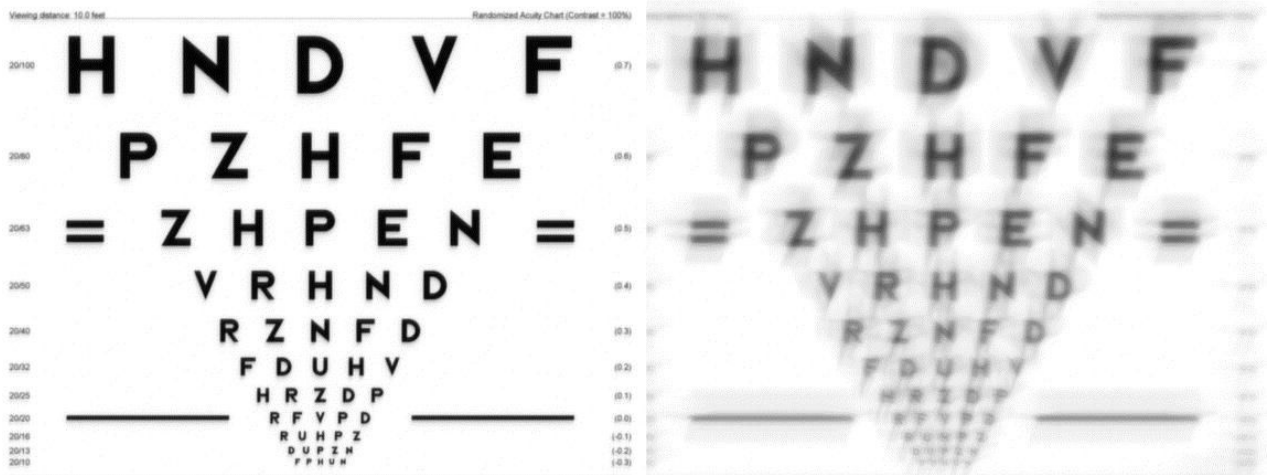 Viewing distance: 10.0 feet Randomized Acuity Chart (Contrast = 100%)
20/100 H N D V F (0.7) H N D V F
20/80 P Z H F E (0.6) P Z H F E
20/63 = Z H P E N = (0.5) = Z H P E N =
20/50 V R H N D (0.4) V R H N D
20/40 R Z N F D (0.3) R Z N F D
20/32 F D U H V (0.2) F D U H V
20/25 H R Z D P (0.1) H R Z D P
20/20 R F V P D (0.0) R F V P D
20/16 R U H P Z (-0.1)
20/13 D U P Z N (-0.2)
20/10 F P H U N (-0.3)